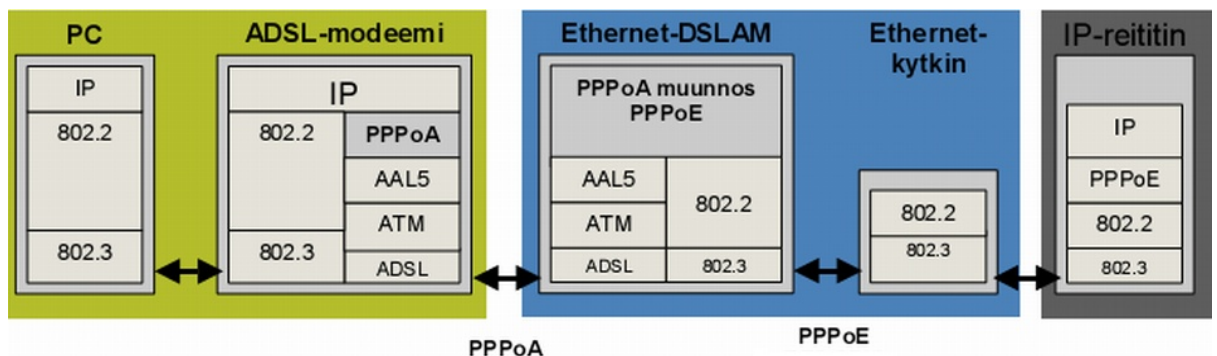 PC
IP
802.2
802.3
ADSL-modeemi
IP
802.2
802.3
PPPoA
AAL5
ATM
ADSL
Ethernet-DSLAM
PPPoA muunnos
PPPoE
AAL5
ATM
ADSL
802.2
802.3
Ethernet-
kytkin
802.2
802.3
IP-reititin
IP
PPPoE
802.2
802.3
PPPoA
PPPoE